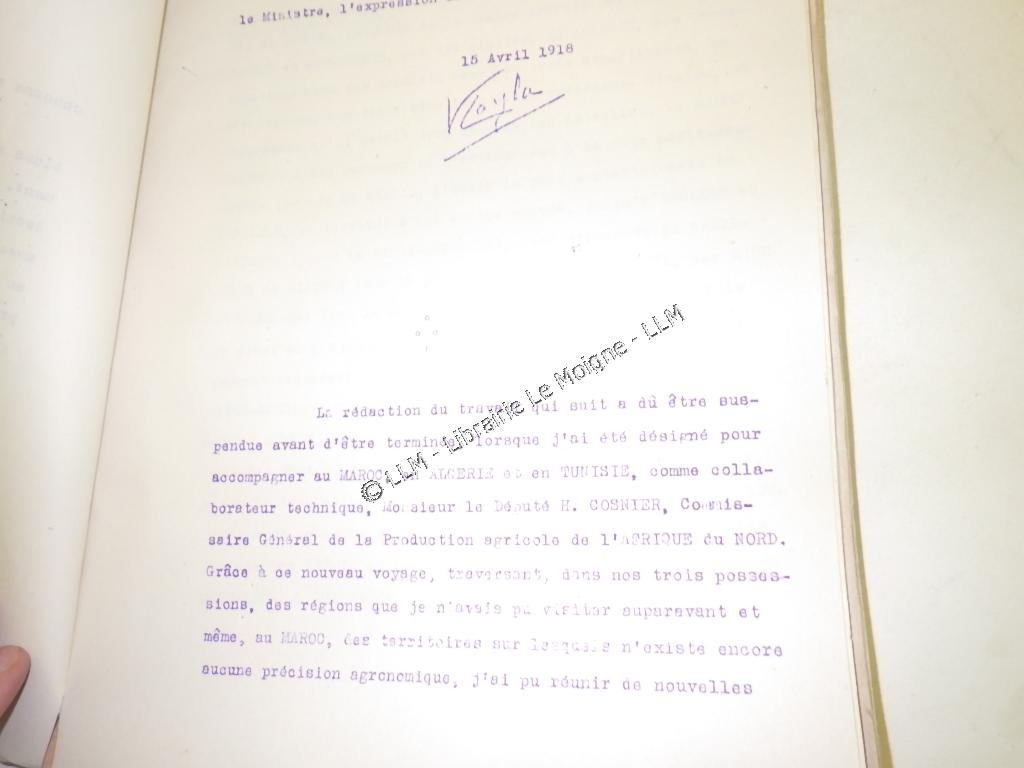 le Ministre, l'expression
15 Avril 1918
La rédaction du travail qui suit a dû être sus-
pendue avant d'être terminée lorsque j'ai été désigné pour
accompagner au MAROC, en ALGERIE et en TUNISIE, comme colla-
borateur technique, Monsieur le Député H. COSNIER, Commis-
saire Général de la Production agricole de l'AFRIQUE du NORD.
Grâce à ce nouveau voyage, traversant, dans nos trois posses-
sions, des régions que je n'avais pu visiter auparavant et
même, au MAROC, des territoires sur lesquels n'existe encore
aucune précision agronomique, j'ai pu réunir de nouvelles
© LLM - Librairie Le Moigne - LLM